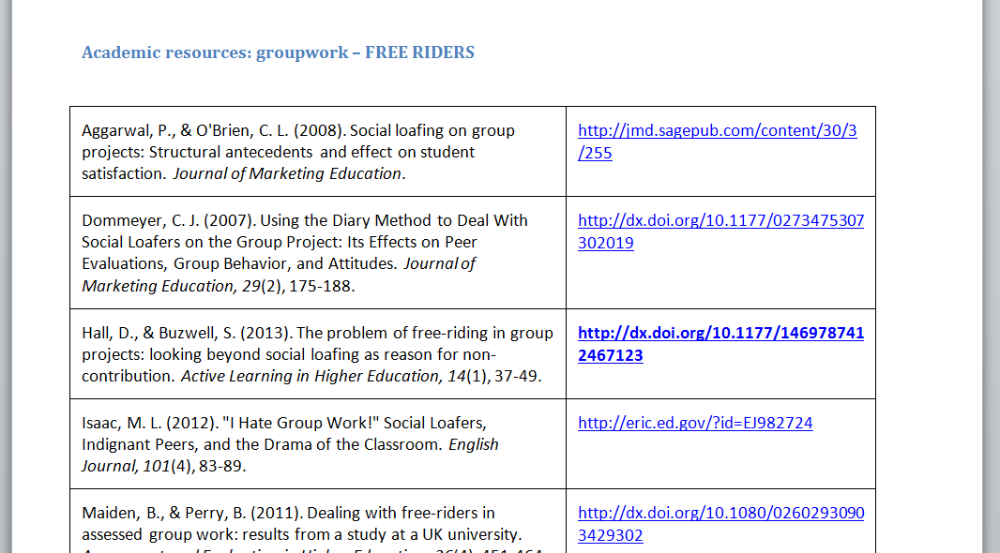 Academic resources: groupwork – FREE RIDERS
Aggarwal, P., & O'Brien, C. L. (2008). Social loafing on group
projects: Structural antecedents and effect on student
satisfaction. Journal of Marketing Education.
http://jmd.sagepub.com/content/30/3
/255
Dommeyer, C. J. (2007). Using the Diary Method to Deal With
Social Loafers on the Group Project: Its Effects on Peer
Evaluations, Group Behavior, and Attitudes. Journal of
Marketing Education, 29(2), 175-188.
http://dx.doi.org/10.1177/0273475307
302019
Hall, D., & Buzwell, S. (2013). The problem of free-riding in group
projects: looking beyond social loafing as reason for non-
contribution. Active Learning in Higher Education, 14(1), 37-49.
http://dx.doi.org/10.1177/146978741
2467123
Isaac, M. L. (2012). "I Hate Group Work!" Social Loafers,
Indignant Peers, and the Drama of the Classroom. English
Journal, 101(4), 83-89.
http://eric.ed.gov/?id=EJ982724
Maiden, B., & Perry, B. (2011). Dealing with free-riders in
assessed group work: results from a study at a UK university.
http://dx.doi.org/10.1080/0260293090
3429302